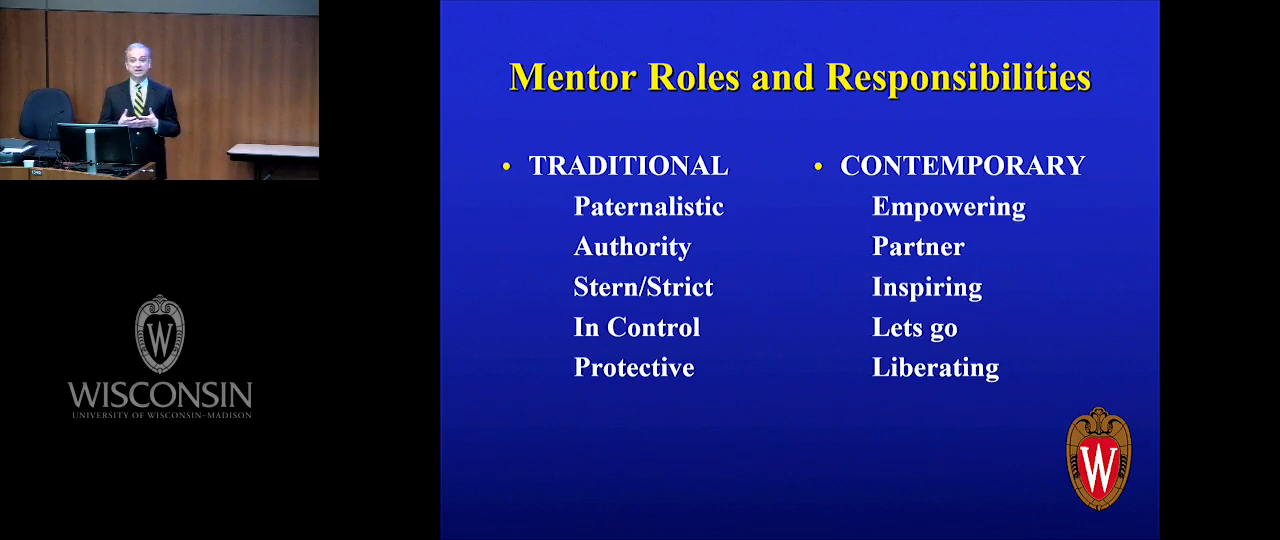 Mentor Roles and Responsibilities
• TRADITIONAL
Paternalistic
Authority
Stern/Strict
In Control
Protective
• CONTEMPORARY
Empowering
Partner
Inspiring
Lets go
Liberating
W
W
WISCONSIN
UNIVERSITY OF WISCONSIN–MADISON